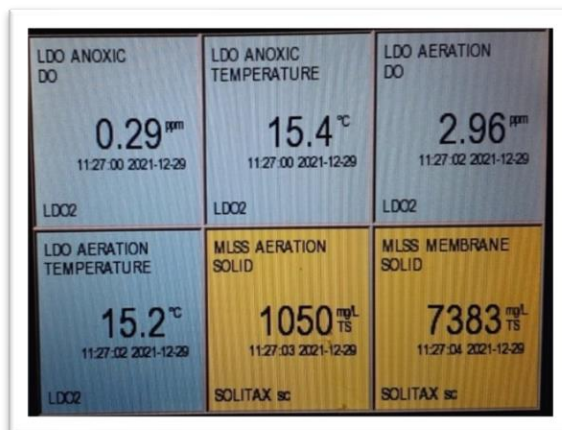 LDO ANOXIC
DO
0.29 ppm
11:27:00 2021-12-29
LDO2
LDO ANOXIC
TEMPERATURE
15.4 °C
11:27:00 2021-12-29
LDO2
LDO AERATION
DO
2.96 ppm
11:27:02 2021-12-29
LDO2
LDO AERATION
TEMPERATURE
15.2 °C
11:27:02 2021-12-29
LDO2
MLSS AERATION
SOLID
1050 mg/L
TS
11:27:03 2021-12-29
SOLITAX sc
MLSS MEMBRANE
SOLID
7383 mg/L
TS
11:27:04 2021-12-29
SOLITAX sc